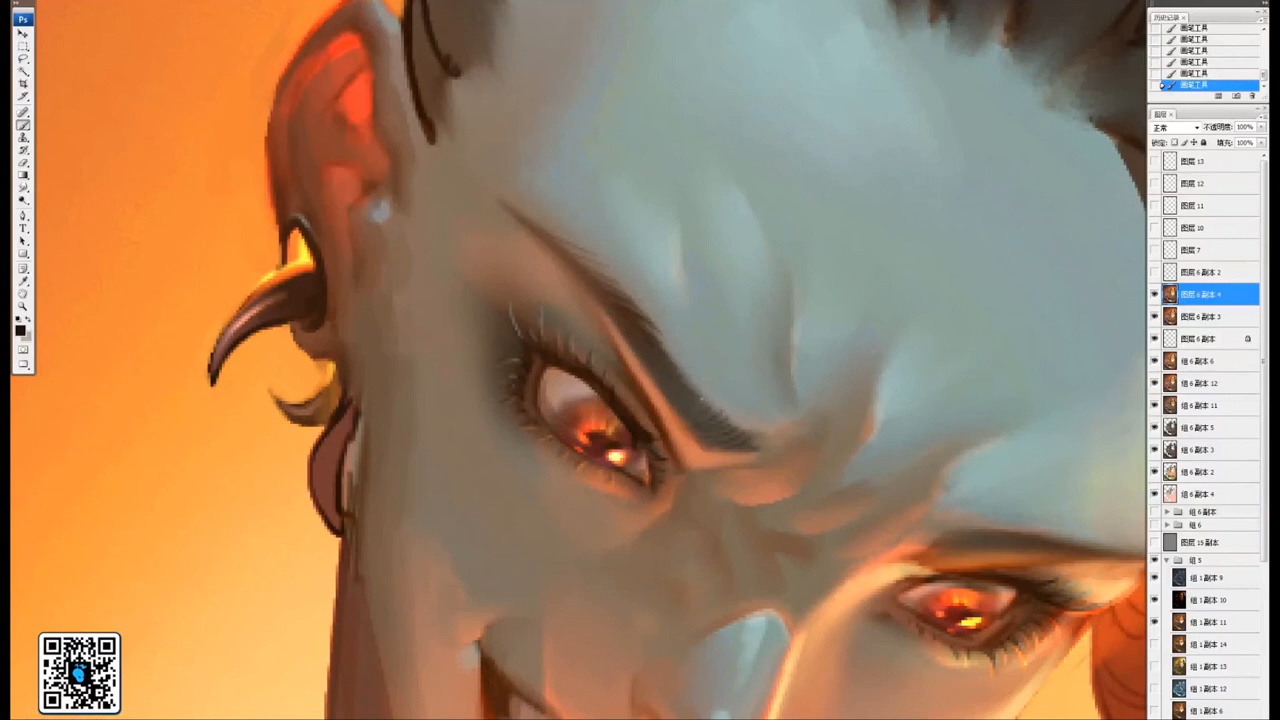 Ps
历史记录 ×
画笔工具
画笔工具
画笔工具
画笔工具
画笔工具
画笔工具
图层 ×
正常 不透明度: 100%
锁定: 填充: 100%
图层 13
图层 12
图层 11
图层 10
图层 7
图层 6 副本 2
图层 6 副本 4
图层 6 副本 3
图层 6 副本
组 6 副本 6
组 6 副本 12
组 6 副本 11
组 6 副本 5
组 6 副本 3
组 6 副本 2
组 6 副本 4
组 6 副本
组 6
图层 15 副本
组 5
组 1 副本 9
组 1 副本 10
组 1 副本 11
组 1 副本 14
组 1 副本 13
组 1 副本 12
组 1 副本 6